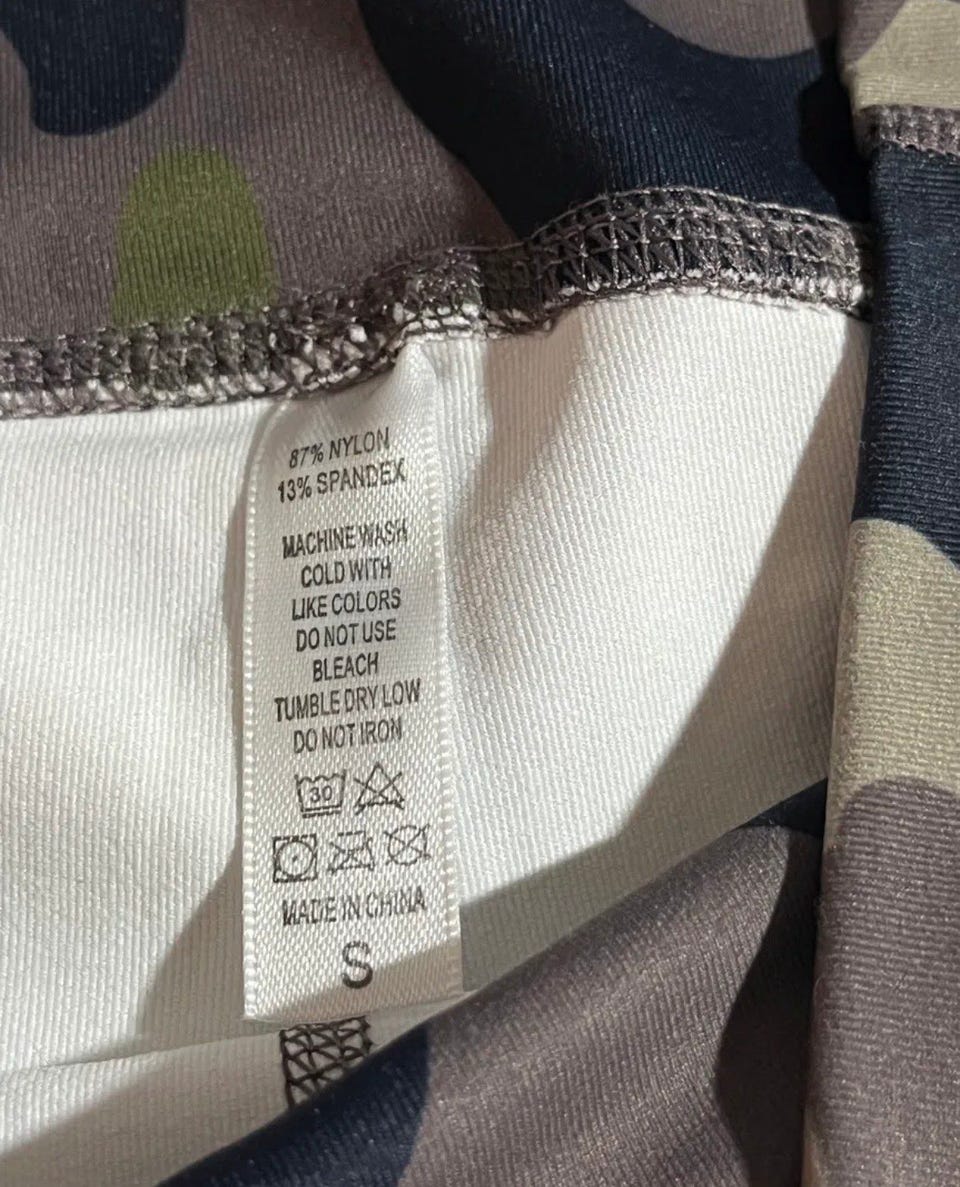 87% NYLON
13% SPANDEX
MACHINE WASH
COLD WITH
LIKE COLORS
DO NOT USE
BLEACH
TUMBLE DRY LOW
DO NOT IRON
30
MADE IN CHINA
S